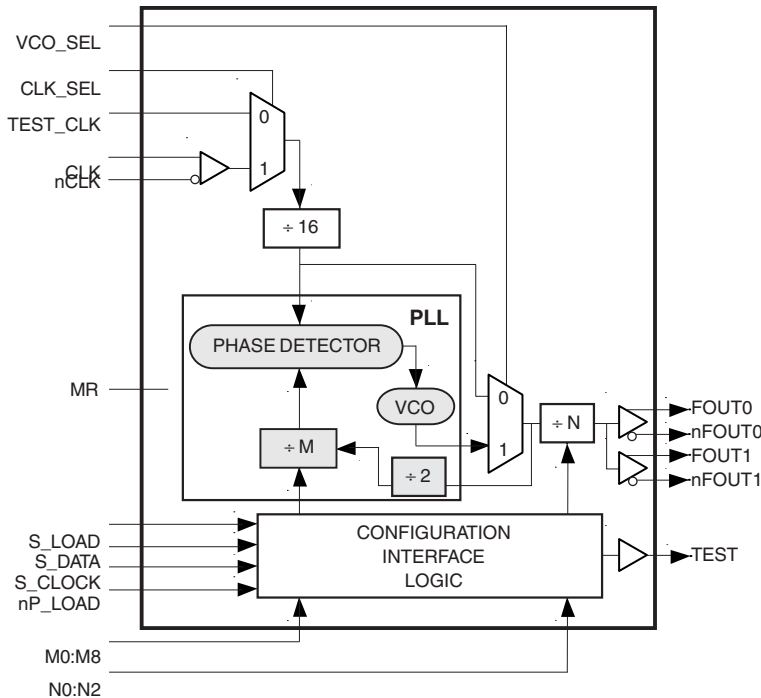 VCO_SEL
CLK_SEL
TEST_CLK
0
CLK
nCLK
1
÷ 16
PLL
PHASE DETECTOR
MR
VCO
0
1
÷ N
FOUT0
nFOUT0
FOUT1
nFOUT1
÷ M
÷ 2
S_LOAD
S_DATA
S_CLOCK
nP_LOAD
CONFIGURATION
INTERFACE
LOGIC
TEST
M0:M8
N0:N2